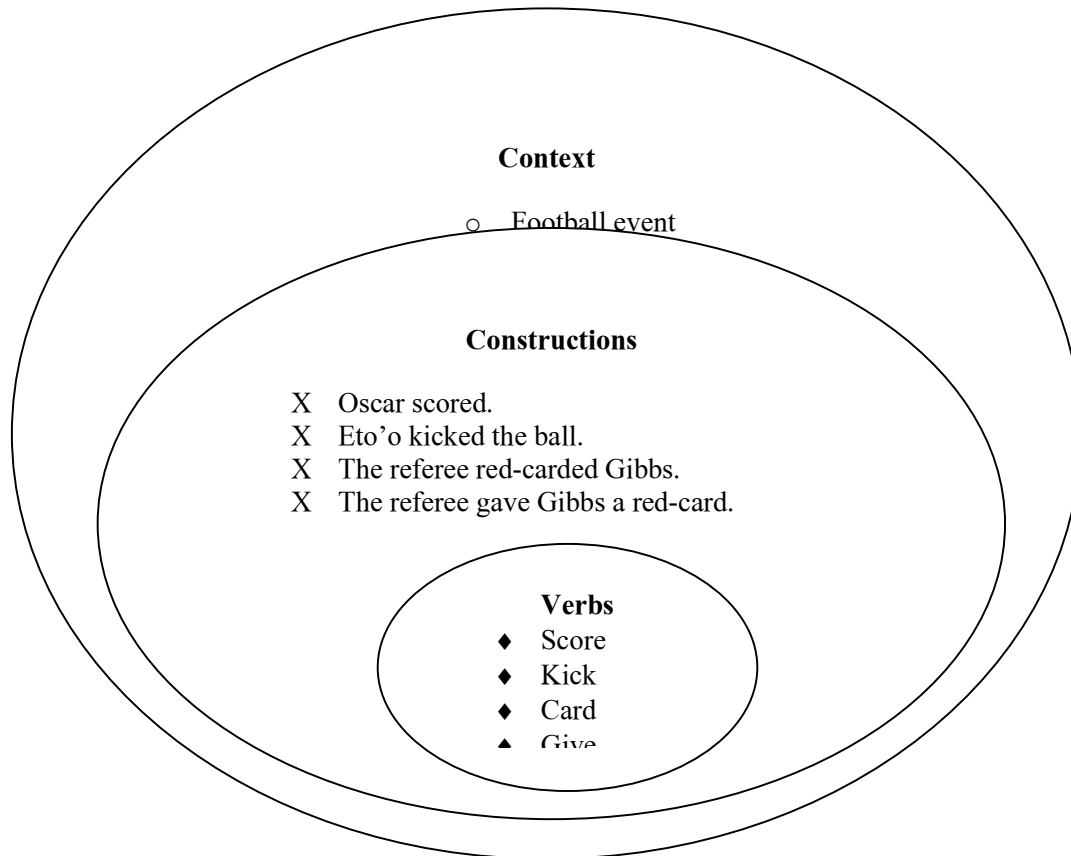 Context
○ Football event
Constructions
X Oscar scored.
X Eto’o kicked the ball.
X The referee red-carded Gibbs.
X The referee gave Gibbs a red-card.
Verbs
♦ Score
♦ Kick
♦ Card
♦ Give